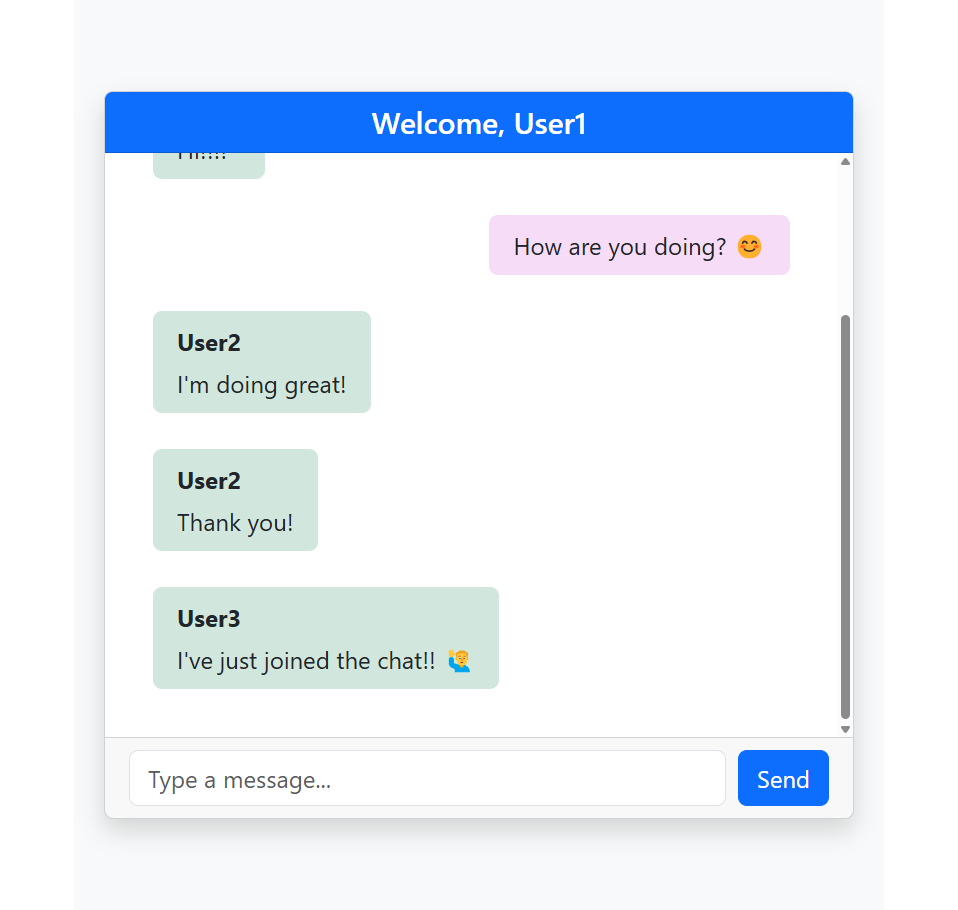 Welcome, User1
Hi!!!!
How are you doing? 😊
User2
I'm doing great!
User2
Thank you!
User3
I've just joined the chat!! 🙋‍♂️
Type a message...
Send